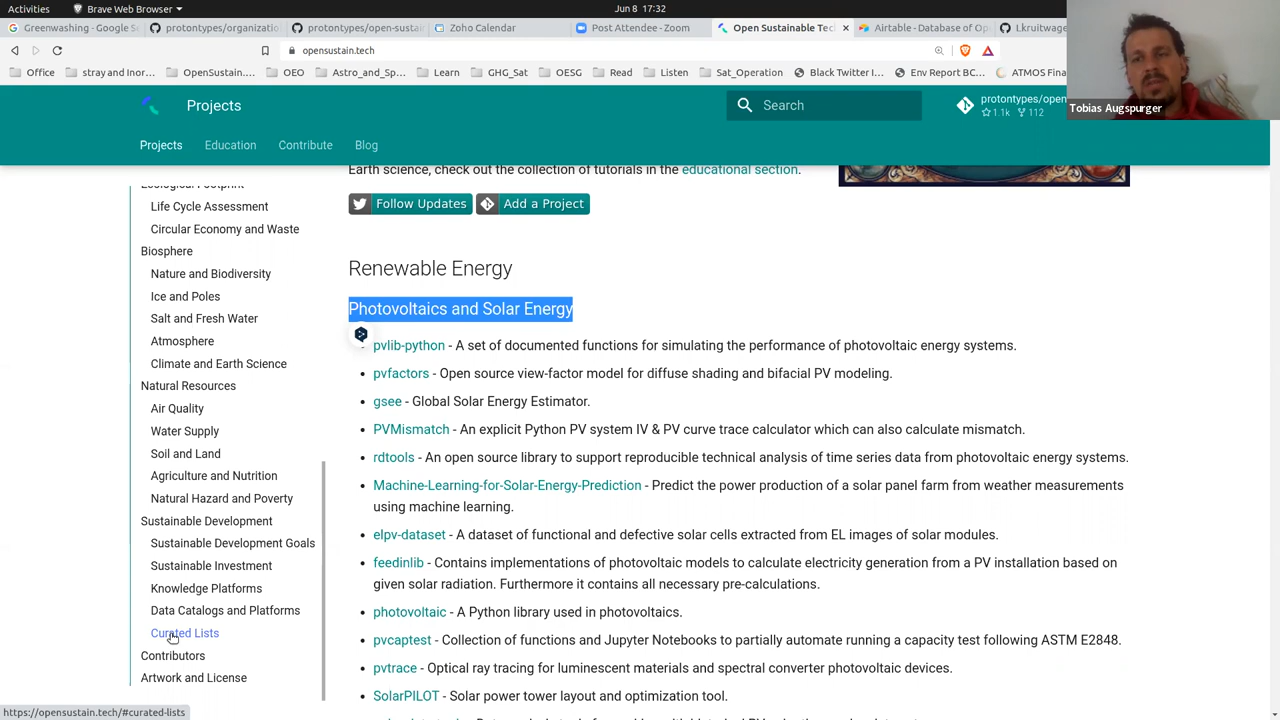 Activities
Brave Web Browser
Jun 8 17:32
Greenwashing - Google Se
protontypes/organizatio
protontypes/open-sustai
Zoho Calendar
Post Attendee - Zoom
Open Sustainable Tec
Airtable - Database of Op
Lkruitwage
opensustain.tech
Office
stray and Inor...
OpenSustain....
OEO
Astro_and_Sp...
Learn
GHG_Sat
OESG
Read
Listen
Sat_Operation
Black Twitter I...
Env Report BC...
ATMOS Fina
Tobias Augspurger
Projects
Search
protontypes/open
1.1k 112
Projects
Education
Contribute
Blog
Ecological Footprint
Life Cycle Assessment
Circular Economy and Waste
Biosphere
Nature and Biodiversity
Ice and Poles
Salt and Fresh Water
Atmosphere
Climate and Earth Science
Natural Resources
Air Quality
Water Supply
Soil and Land
Agriculture and Nutrition
Natural Hazard and Poverty
Sustainable Development
Sustainable Development Goals
Sustainable Investment
Knowledge Platforms
Data Catalogs and Platforms
Curated Lists
Contributors
Artwork and License
Earth science, check out the collection of tutorials in the educational section.
Follow Updates
Add a Project
Renewable Energy
Photovoltaics and Solar Energy
pvlib-python - A set of documented functions for simulating the performance of photovoltaic energy systems.
pvfactors - Open source view-factor model for diffuse shading and bifacial PV modeling.
gsee - Global Solar Energy Estimator.
PVMismatch - An explicit Python PV system IV & PV curve trace calculator which can also calculate mismatch.
rdtools - An open source library to support reproducible technical analysis of time series data from photovoltaic energy systems.
Machine-Learning-for-Solar-Energy-Prediction - Predict the power production of a solar panel farm from weather measurements
using machine learning.
elpv-dataset - A dataset of functional and defective solar cells extracted from EL images of solar modules.
feedinlib - Contains implementations of photovoltaic models to calculate electricity generation from a PV installation based on
given solar radiation. Furthermore it contains all necessary pre-calculations.
photovoltaic - A Python library used in photovoltaics.
pvcaptest - Collection of functions and Jupyter Notebooks to partially automate running a capacity test following ASTM E2848.
pvtrace - Optical ray tracing for luminescent materials and spectral converter photovoltaic devices.
SolarPILOT - Solar power tower layout and optimization tool.
https://opensustain.tech/#curated-lists